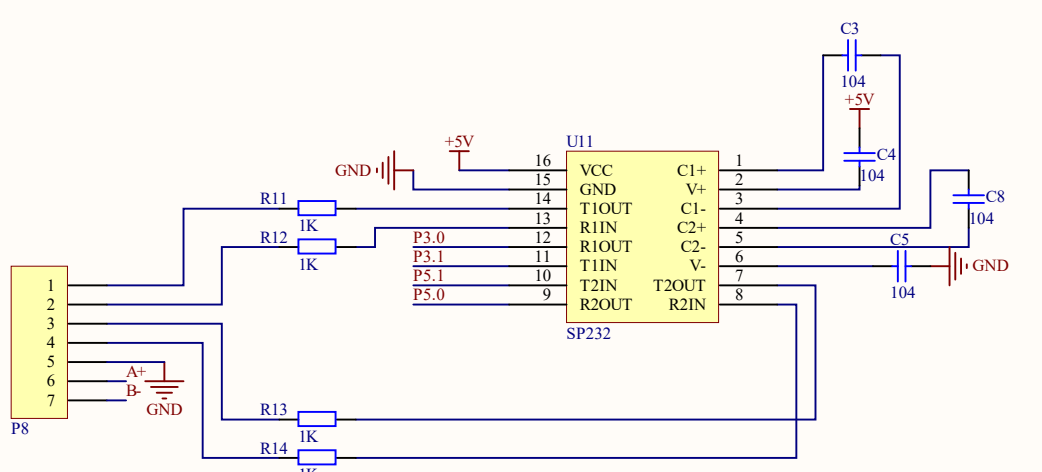 C3
104
+5V
C4
104
+5V
U11
GND
16 VCC C1+ 1
15 GND V+ 2
R11 14 T1OUT C1- 3
1K 13 R1IN C2+ 4
C8
104
R12 P3.0 12 R1OUT C2- 5
C5
1K P3.1 11 T1IN V- 6
GND
104
P5.1 10 T2IN T2OUT 7
P5.0 9 R2OUT R2IN 8
SP232
1
2
3
4
5
6 A+
7 B-
GND
P8
R13
1K
R14
1K